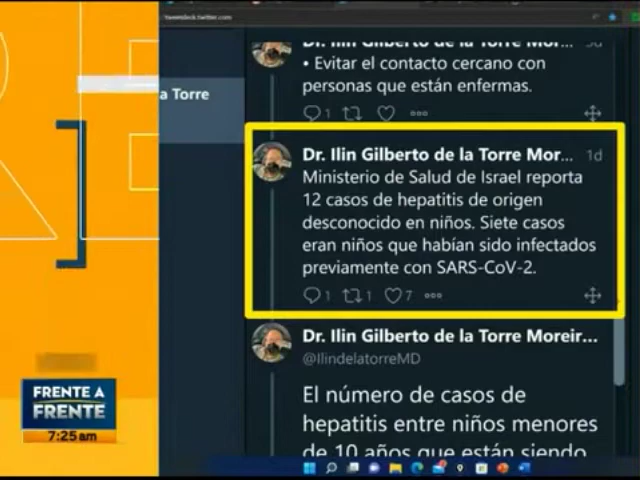 tweetdeck.twitter.com
a Torre
Dr. Ilin Gilberto de la Torre Mor... 5d
• Evitar el contacto cercano con
personas que están enfermas.
1
Dr. Ilin Gilberto de la Torre Mor... 1d
Ministerio de Salud de Israel reporta
12 casos de hepatitis de origen
desconocido en niños. Siete casos
eran niños que habían sido infectados
previamente con SARS-CoV-2.
1 1 7
Dr. Ilin Gilberto de la Torre Moreir...
@IlindelatorreMD
El número de casos de
hepatitis entre niños menores
de 10 años que están siendo
FRENTE A
FRENTE
7:25am